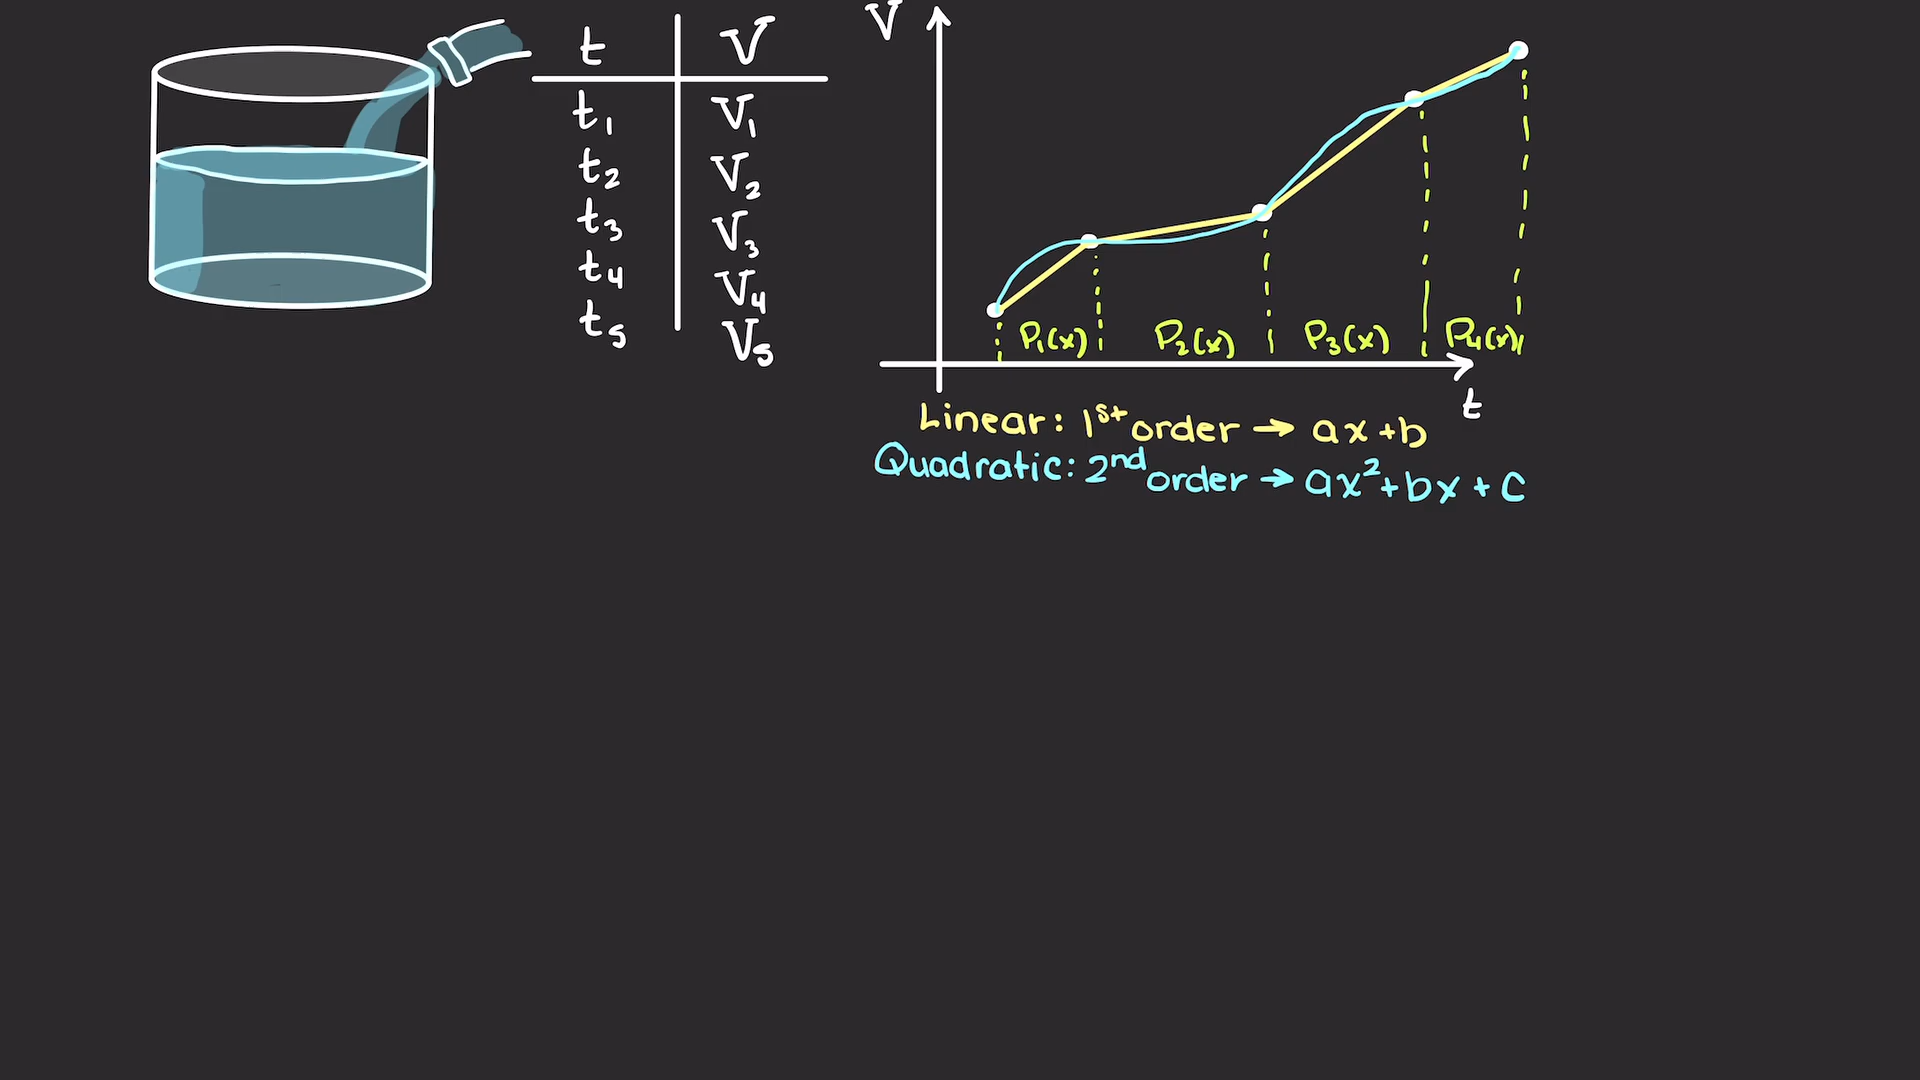 t V
t₁ V₁
t₂ V₂
t₃ V₃
t₄ V₄
t₅ V₅
V
P₁(x) P₂(x) P₃(x) P₄(x)
t
Linear: 1ˢᵗ order → ax+b
Quadratic: 2ⁿᵈ order → ax²+bx+c